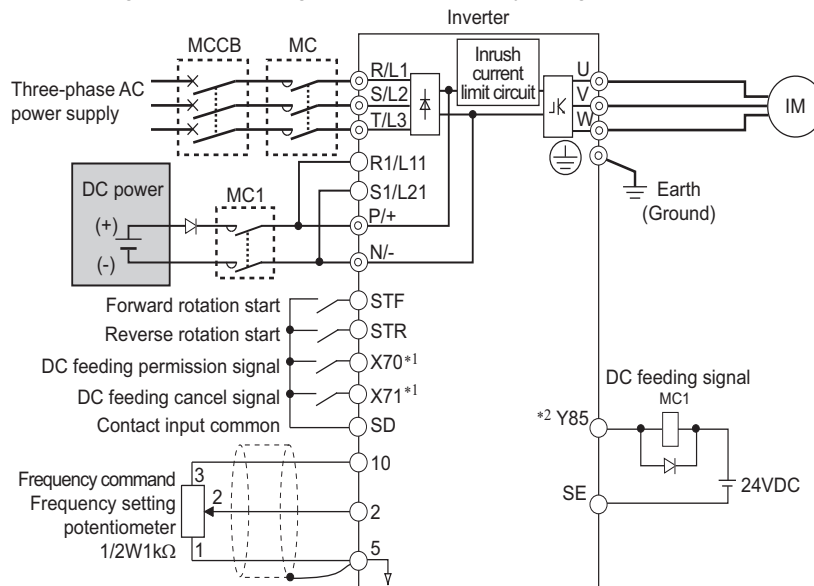 Inverter
MCCB
MC
Inrush
current
limit circuit
Three-phase AC
power supply
R/L1
S/L2
T/L3
U
V
W
IM
R1/L11
S1/L21
DC power
(+)
(-)
MC1
P/+
N/-
Earth
(Ground)
Forward rotation start
STF
Reverse rotation start
STR
DC feeding permission signal
X70*1
DC feeding cancel signal
X71*1
Contact input common
SD
DC feeding signal
MC1
*2 Y85
SE
24VDC
Frequency command
Frequency setting
potentiometer
1/2W1kΩ
3
2
1
10
2
5